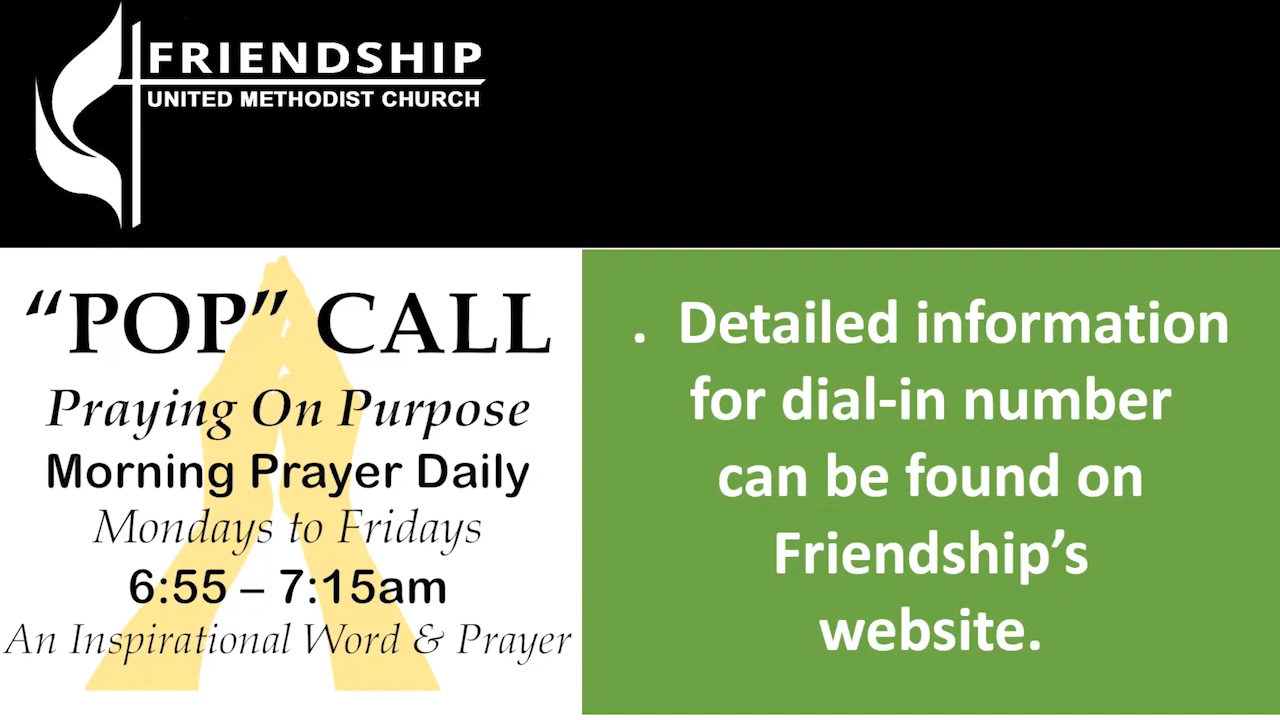 FRIENDSHIP
UNITED METHODIST CHURCH
“POP” CALL
Praying On Purpose
Morning Prayer Daily
Mondays to Fridays
6:55 – 7:15am
An Inspirational Word & Prayer
. Detailed information
for dial-in number
can be found on
Friendship’s
website.